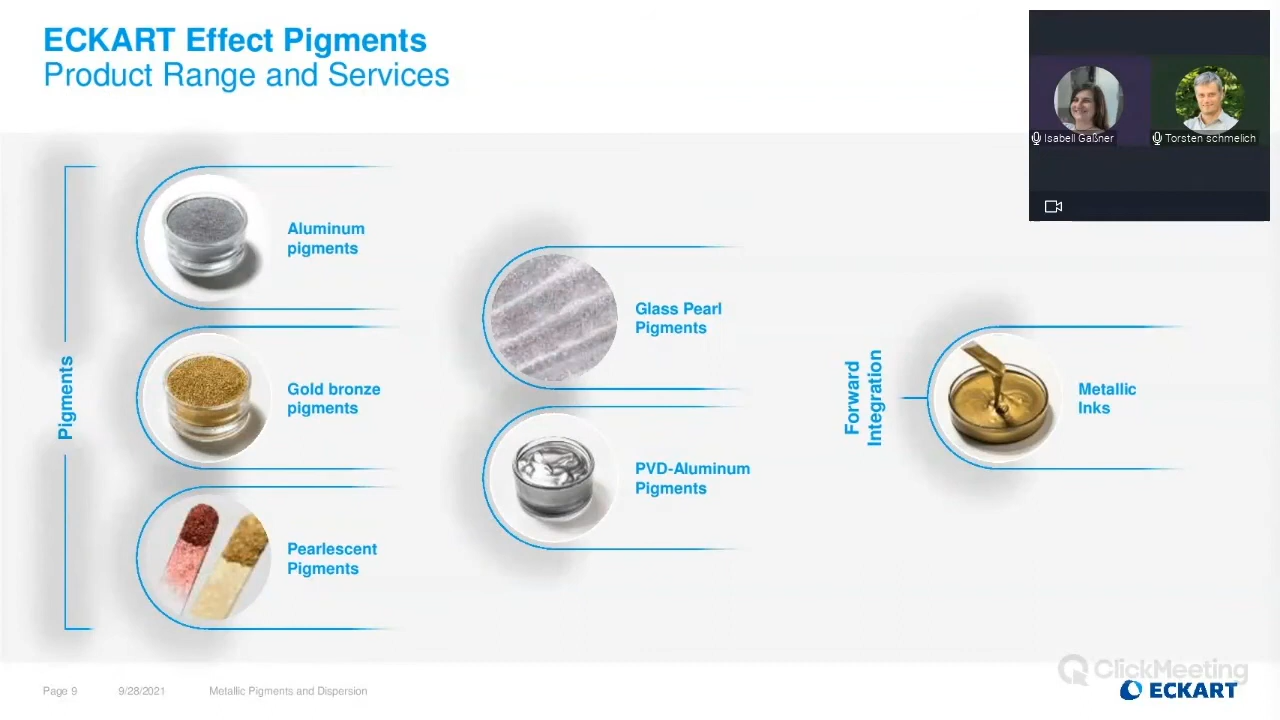 ECKART Effect Pigments
Product Range and Services
Isabell Gaßner
Torsten schmelich
Pigments
Aluminum
pigments
Gold bronze
pigments
Pearlescent
Pigments
Glass Pearl
Pigments
PVD-Aluminum
Pigments
Forward
Integration
Metallic
Inks
Page 9
9/28/2021
Metallic Pigments and Dispersion
ClickMeeting
ECKART